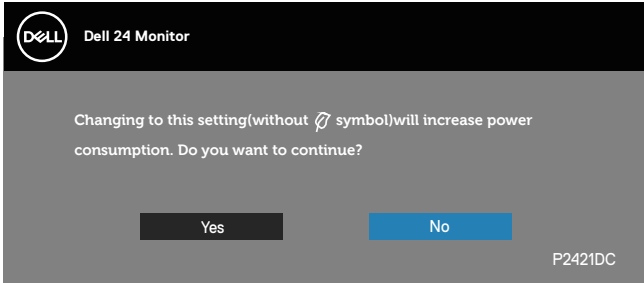 DELL
Dell 24 Monitor
Changing to this setting(without symbol)will increase power
consumption. Do you want to continue?
Yes
No
P2421DC